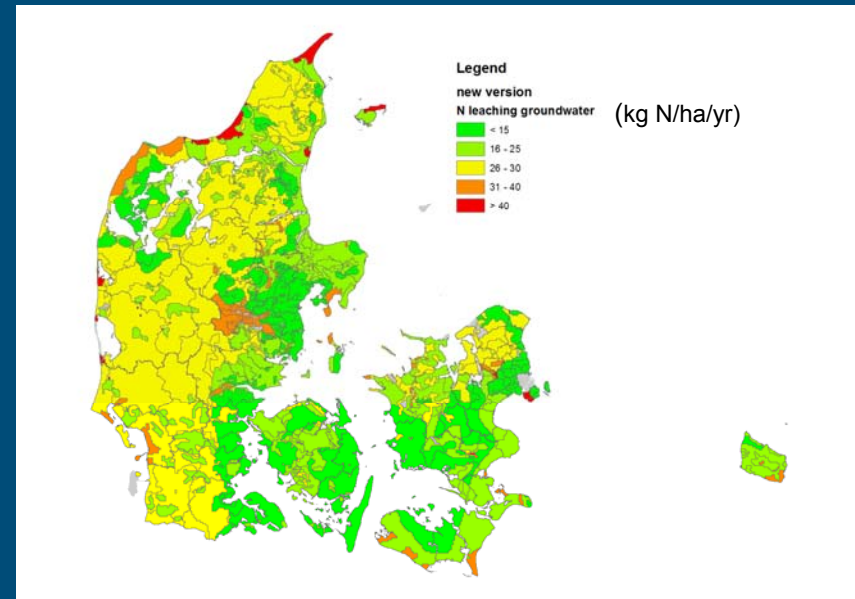 Legend
new version
N leaching groundwater (kg N/ha/yr)
< 15
16 - 25
26 - 30
31 - 40
> 40